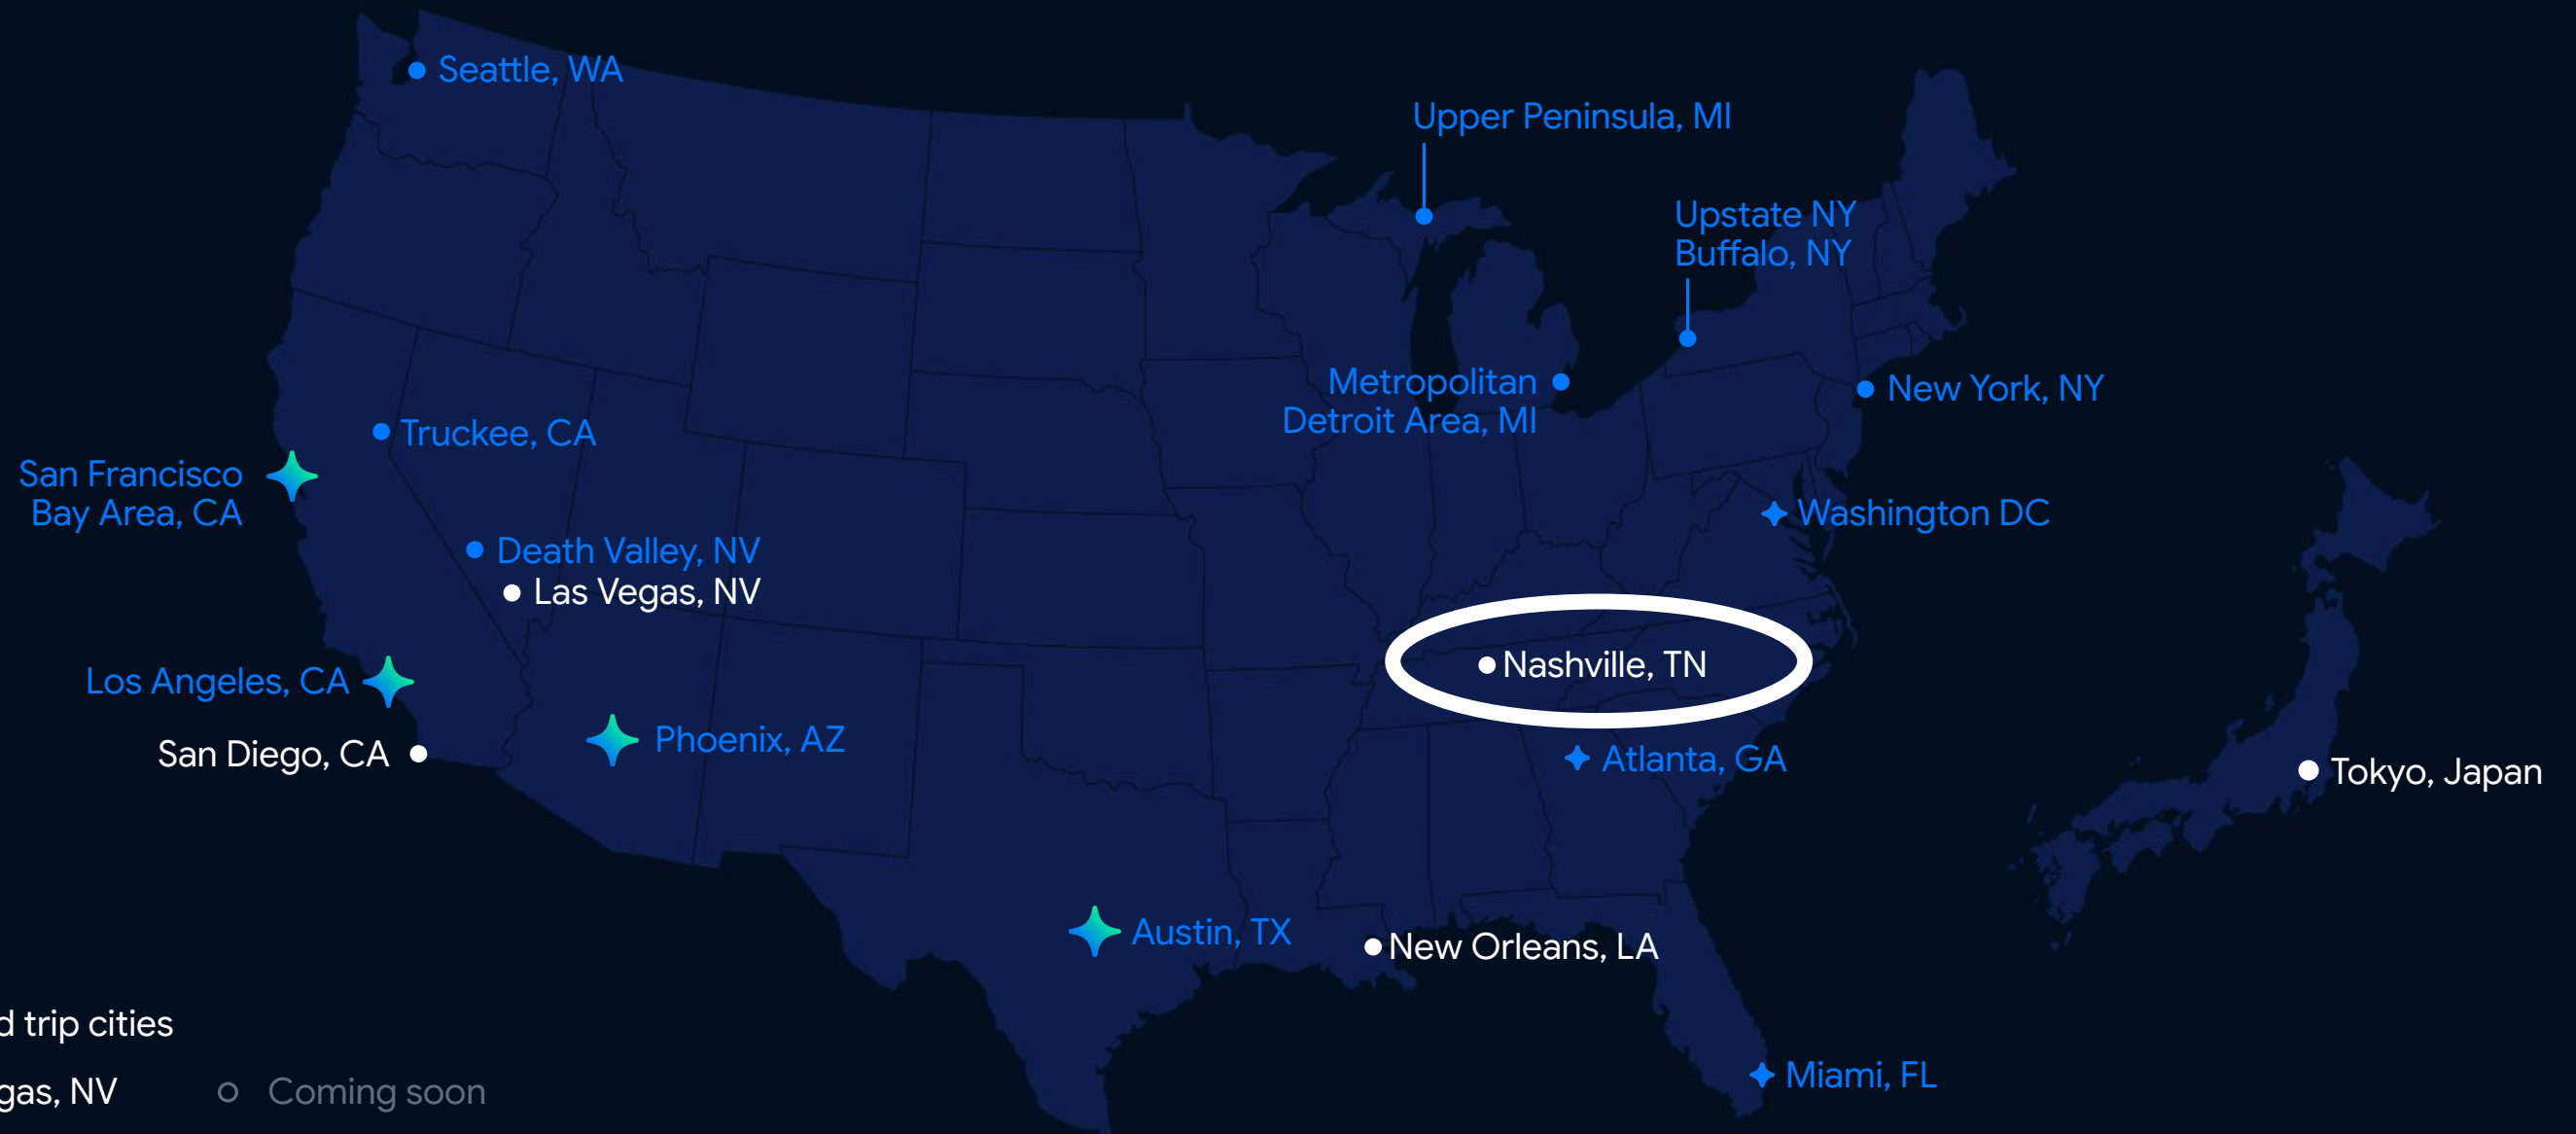 Seattle, WA
Upper Peninsula, MI
Upstate NY
Buffalo, NY
Metropolitan
Detroit Area, MI
New York, NY
Truckee, CA
San Francisco
Bay Area, CA
Washington DC
Death Valley, NV
Las Vegas, NV
Nashville, TN
Los Angeles, CA
Phoenix, AZ
San Diego, CA
Atlanta, GA
Tokyo, Japan
Austin, TX
New Orleans, LA
Miami, FL
trip cities
NV
Coming soon